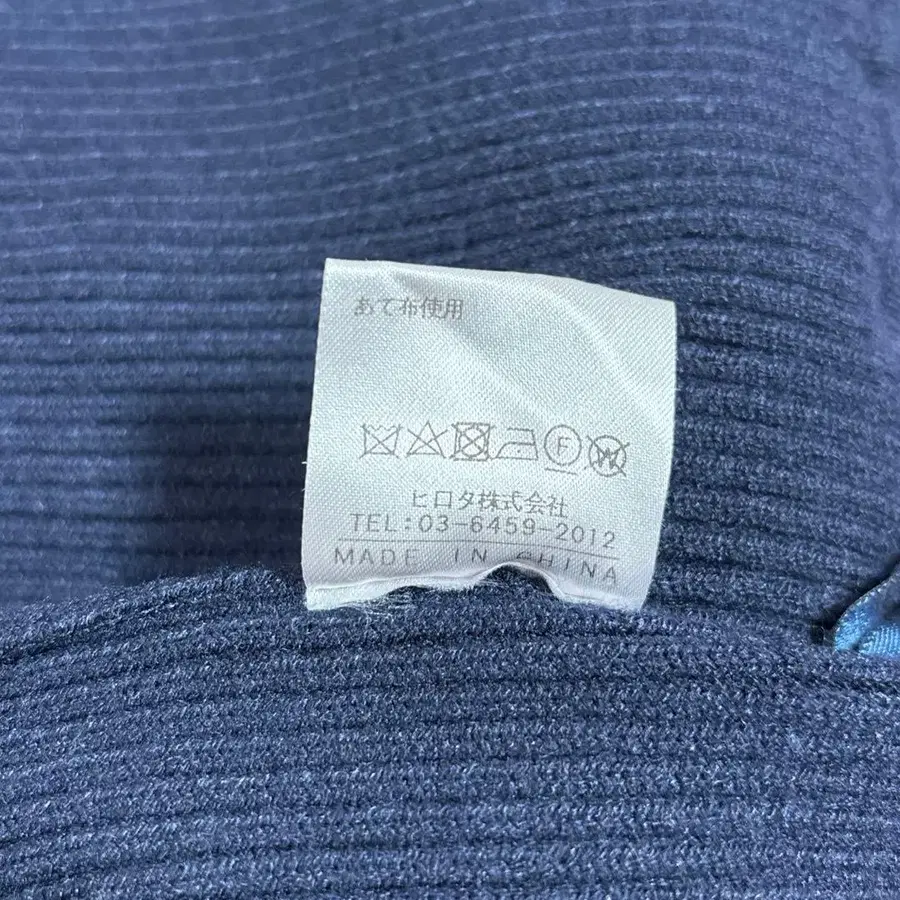 あて布使用
F W
ヒロタ株式会社
TEL:03-6459-2012
MADE IN CHINA